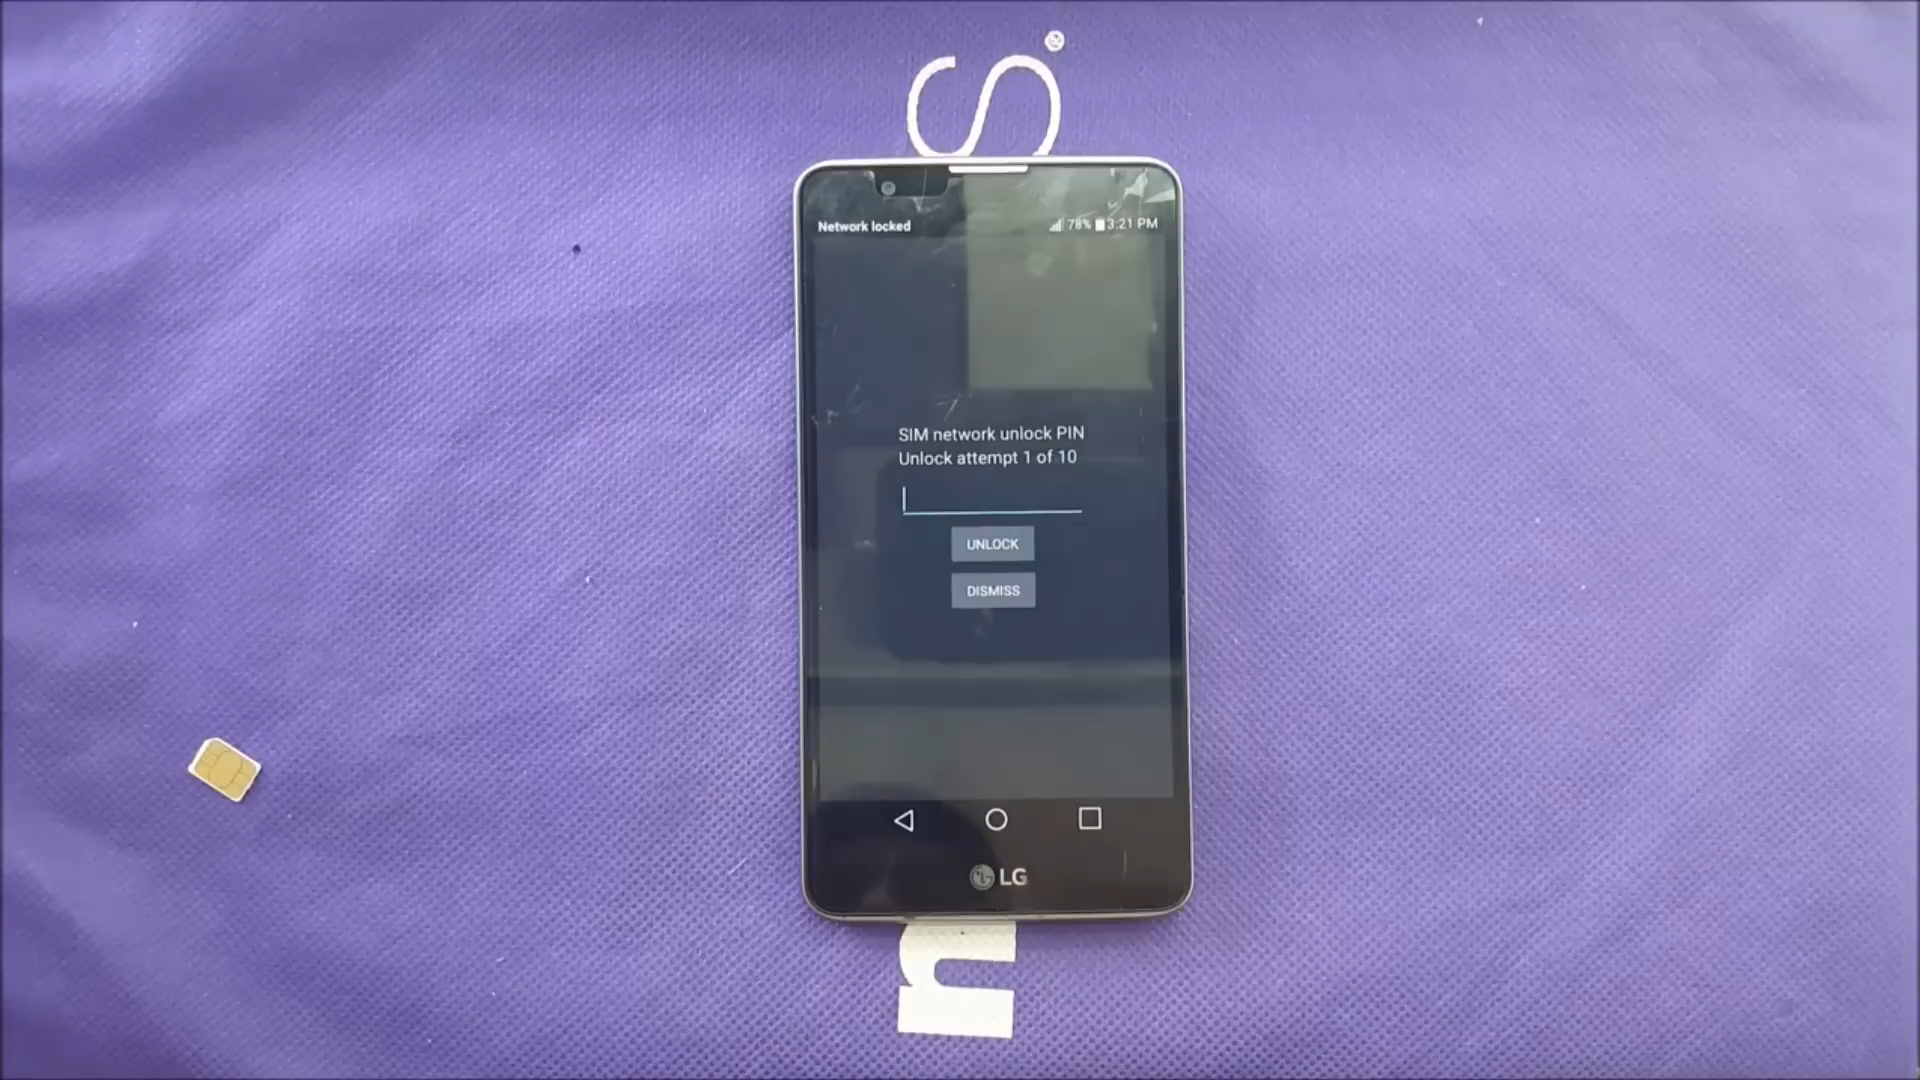 S
Network locked 78% 3:21 PM
SIM network unlock PIN
Unlock attempt 1 of 10
UNLOCK
DISMISS
LG
n